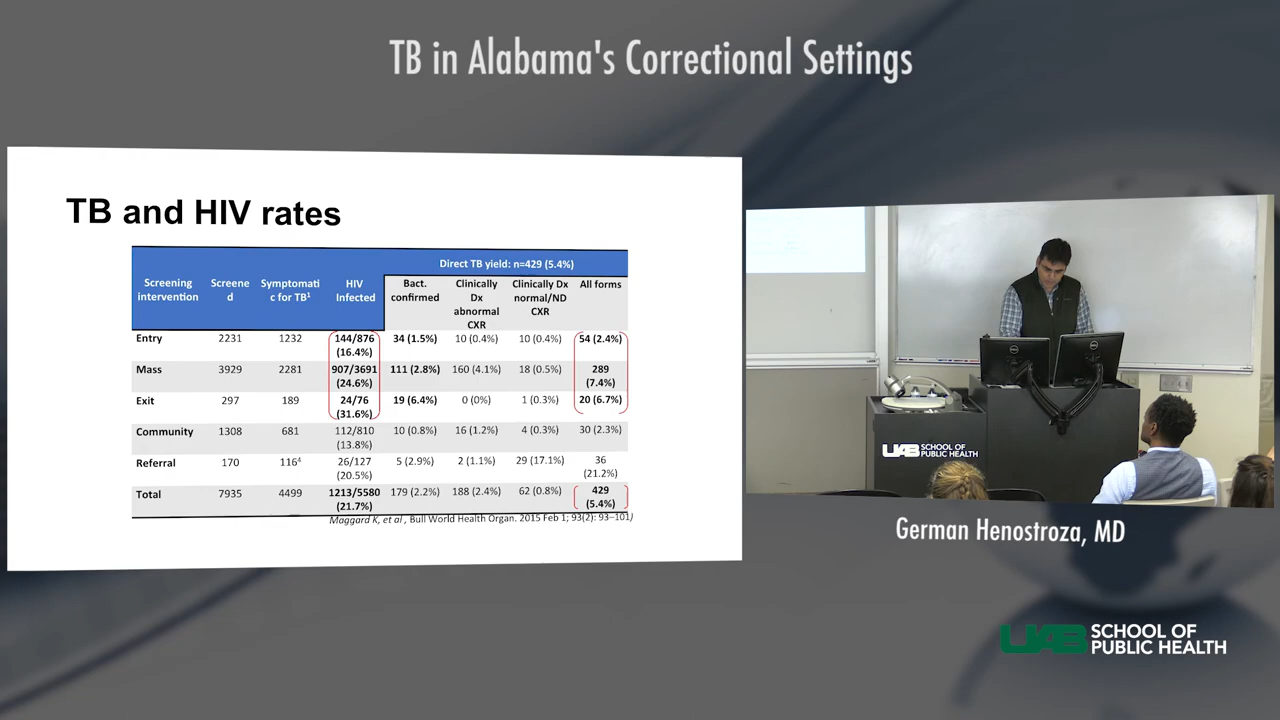 TB in Alabama's Correctional Settings
TB and HIV rates
Direct TB yield: n=429 (5.4%)
Screening intervention Screene d Symptomati c for TB1 HIV Infected Bact. confirmed Clinically Dx abnormal CXR Clinically Dx normal/ND CXR All forms
Entry 2231 1232 144/876 (16.4%) 34 (1.5%) 10 (0.4%) 10 (0.4%) 54 (2.4%)
Mass 3929 2281 907/3691 (24.6%) 111 (2.8%) 160 (4.1%) 18 (0.5%) 289 (7.4%)
Exit 297 189 24/76 (31.6%) 19 (6.4%) 0 (0%) 1 (0.3%) 20 (6.7%)
Community 1308 681 112/810 (13.8%) 10 (0.8%) 16 (1.2%) 4 (0.3%) 30 (2.3%)
Referral 170 1164 26/127 (20.5%) 5 (2.9%) 2 (1.1%) 29 (17.1%) 36 (21.2%)
Total 7935 4499 1213/5580 (21.7%) 179 (2.2%) 188 (2.4%) 62 (0.8%) 429 (5.4%)
Maggard K, et al , Bull World Health Organ. 2015 Feb 1; 93(2): 93–101)
UAB SCHOOL OF
PUBLIC HEALTH
German Henostroza, MD
UAB SCHOOL OF
PUBLIC HEALTH